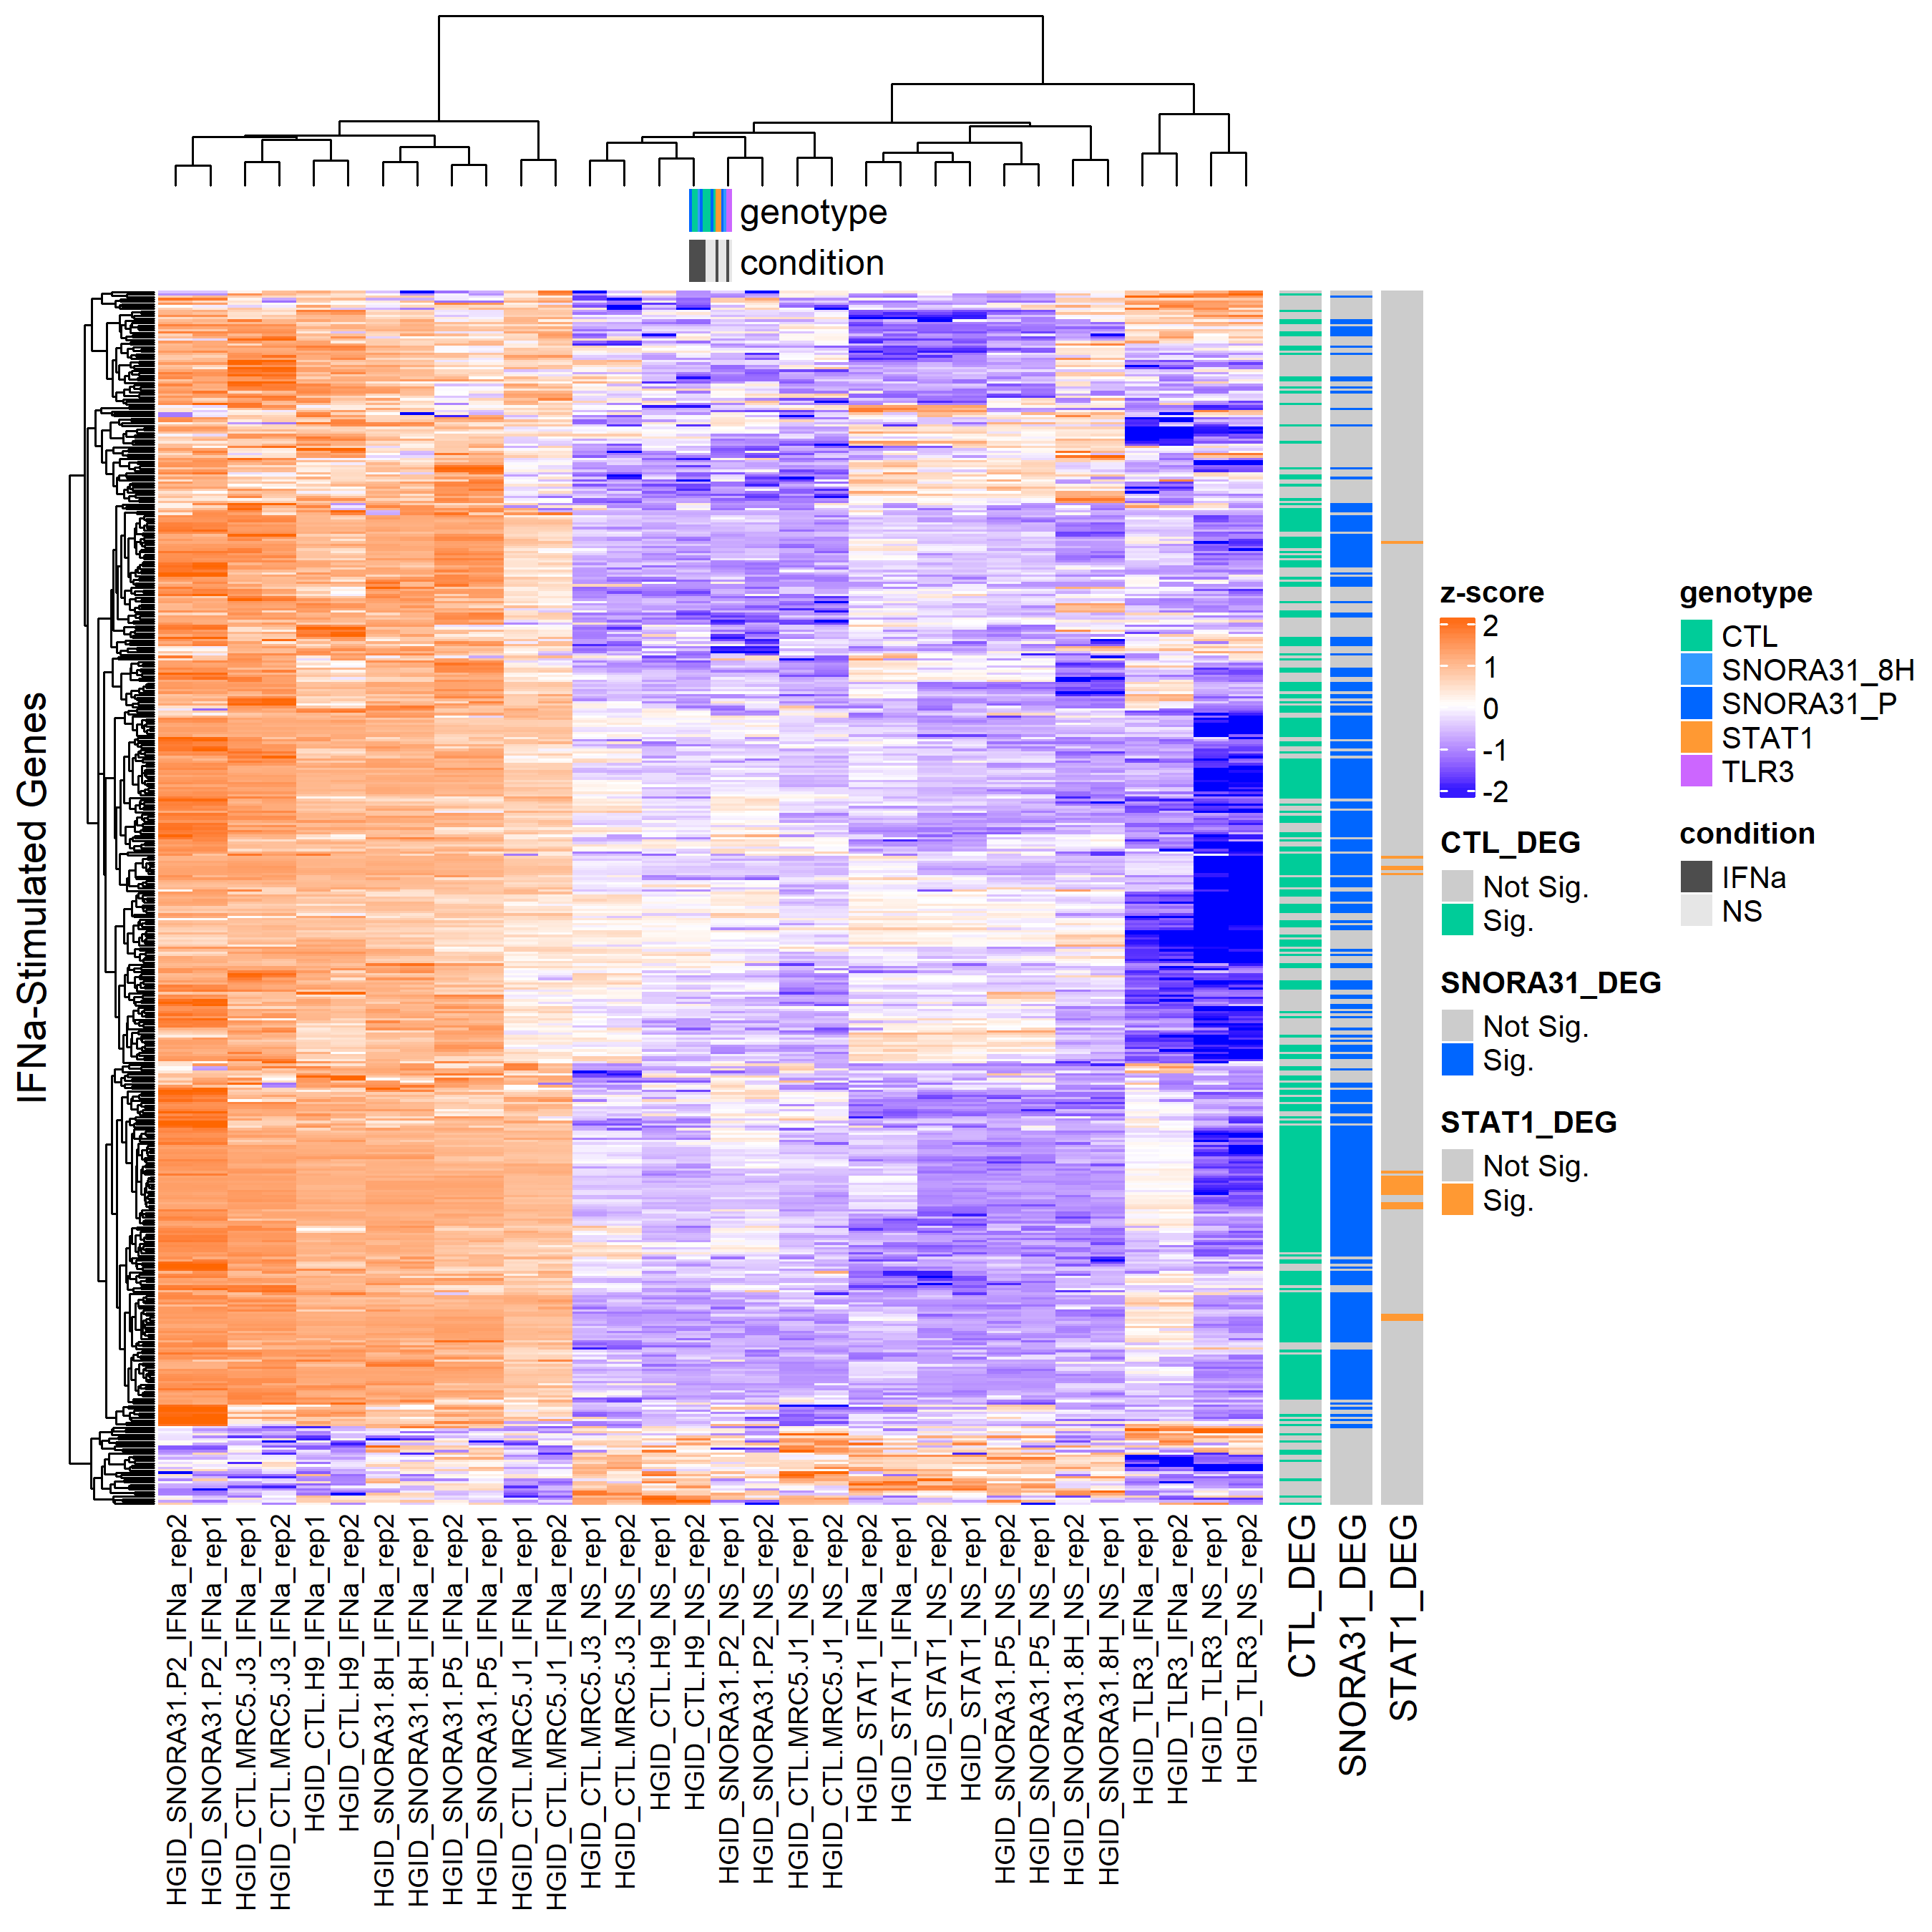 genotype
condition
IFNa-Stimulated Genes
HGID_SNORA31.P2_IFNa_rep2
HGID_SNORA31.P2_IFNa_rep1
HGID_CTL.MRC5.J3_IFNa_rep1
HGID_CTL.MRC5.J3_IFNa_rep2
HGID_CTL.H9_IFNa_rep1
HGID_CTL.H9_IFNa_rep2
HGID_SNORA31.8H_IFNa_rep2
HGID_SNORA31.8H_IFNa_rep1
HGID_SNORA31.P5_IFNa_rep2
HGID_SNORA31.P5_IFNa_rep1
HGID_CTL.MRC5.J1_IFNa_rep1
HGID_CTL.MRC5.J1_IFNa_rep2
HGID_CTL.MRC5.J3_NS_rep1
HGID_CTL.MRC5.J3_NS_rep2
HGID_CTL.H9_NS_rep1
HGID_CTL.H9_NS_rep2
HGID_SNORA31.P2_NS_rep1
HGID_SNORA31.P2_NS_rep2
HGID_CTL.MRC5.J1_NS_rep1
HGID_CTL.MRC5.J1_NS_rep2
HGID_STAT1_IFNa_rep2
HGID_STAT1_IFNa_rep1
HGID_STAT1_NS_rep2
HGID_STAT1_NS_rep1
HGID_SNORA31.P5_NS_rep2
HGID_SNORA31.P5_NS_rep1
HGID_SNORA31.8H_NS_rep2
HGID_SNORA31.8H_NS_rep1
HGID_TLR3_IFNa_rep1
HGID_TLR3_IFNa_rep2
HGID_TLR3_NS_rep1
HGID_TLR3_NS_rep2
CTL_DEG
SNORA31_DEG
STAT1_DEG
z-score
2
1
0
-1
-2
CTL_DEG
Not Sig.
Sig.
SNORA31_DEG
Not Sig.
Sig.
STAT1_DEG
Not Sig.
Sig.
genotype
CTL
SNORA31_8H
SNORA31_P
STAT1
TLR3
condition
IFNa
NS